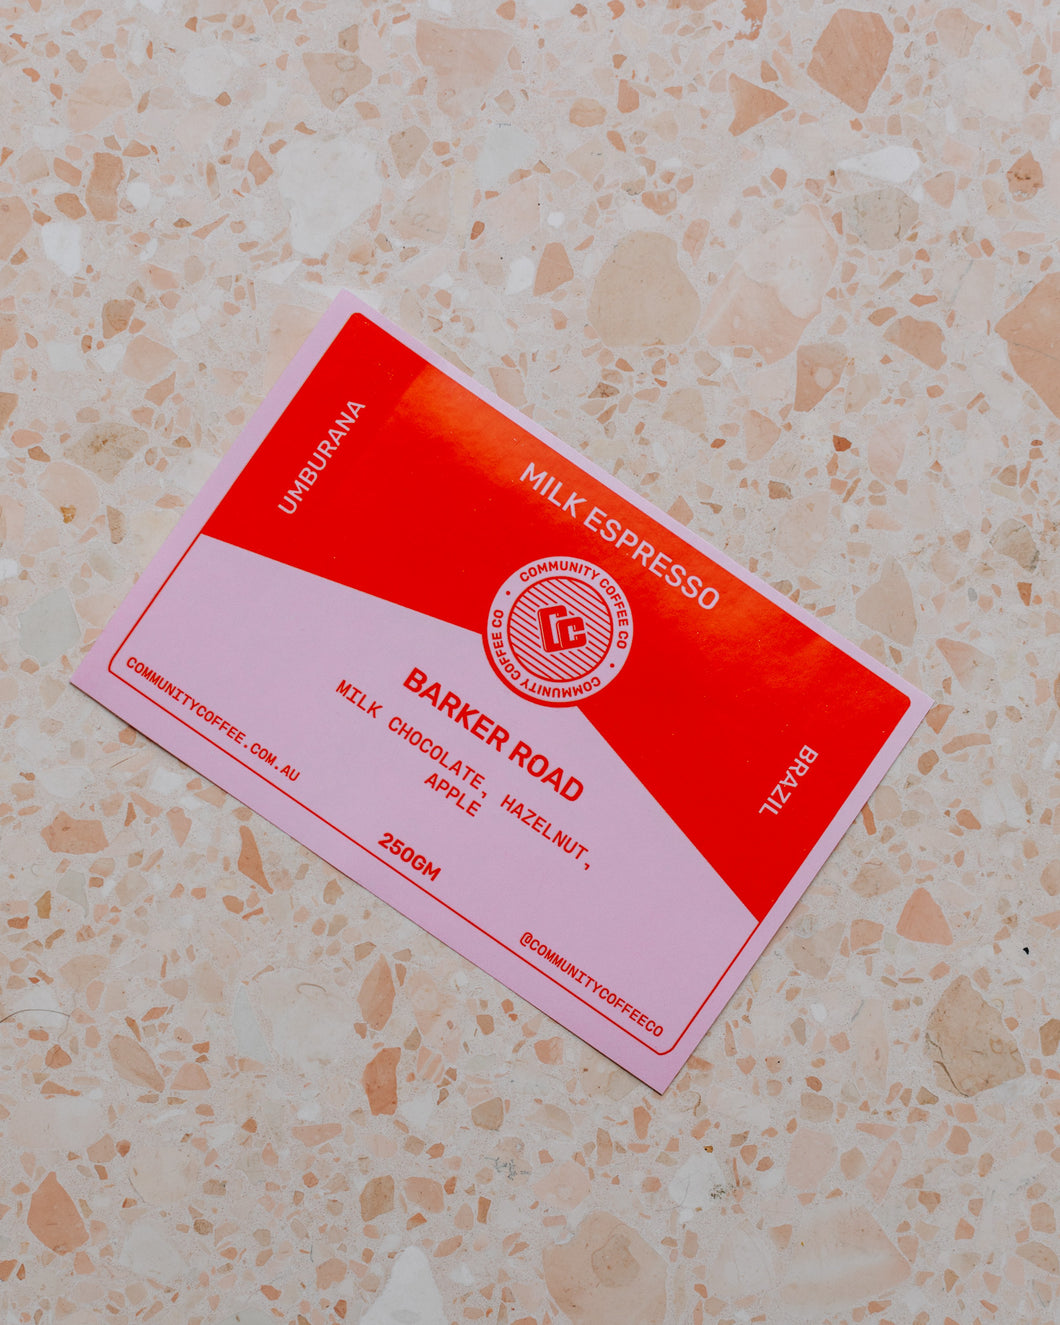 UMBURANA
MILK ESPRESSO
BRAZIL
COMMUNITY COFFEE CO • COMMUNITY COFFEE CO •
CC
BARKER ROAD
MILK CHOCOLATE, HAZELNUT,
APPLE
250GM
COMMUNITYCOFFEE.COM.AU
@COMMUNITYCOFFEECO